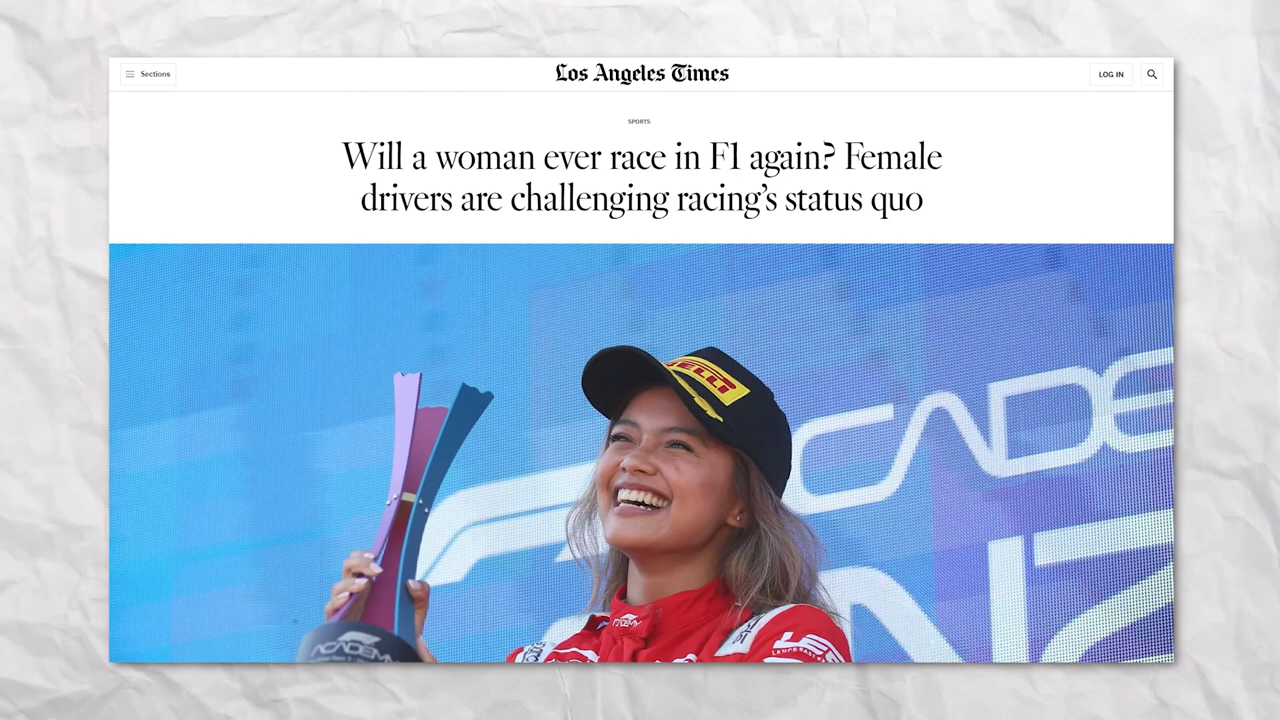 Sections
Los Angeles Times
LOG IN
SPORTS
Will a woman ever race in F1 again? Female
drivers are challenging racing's status quo